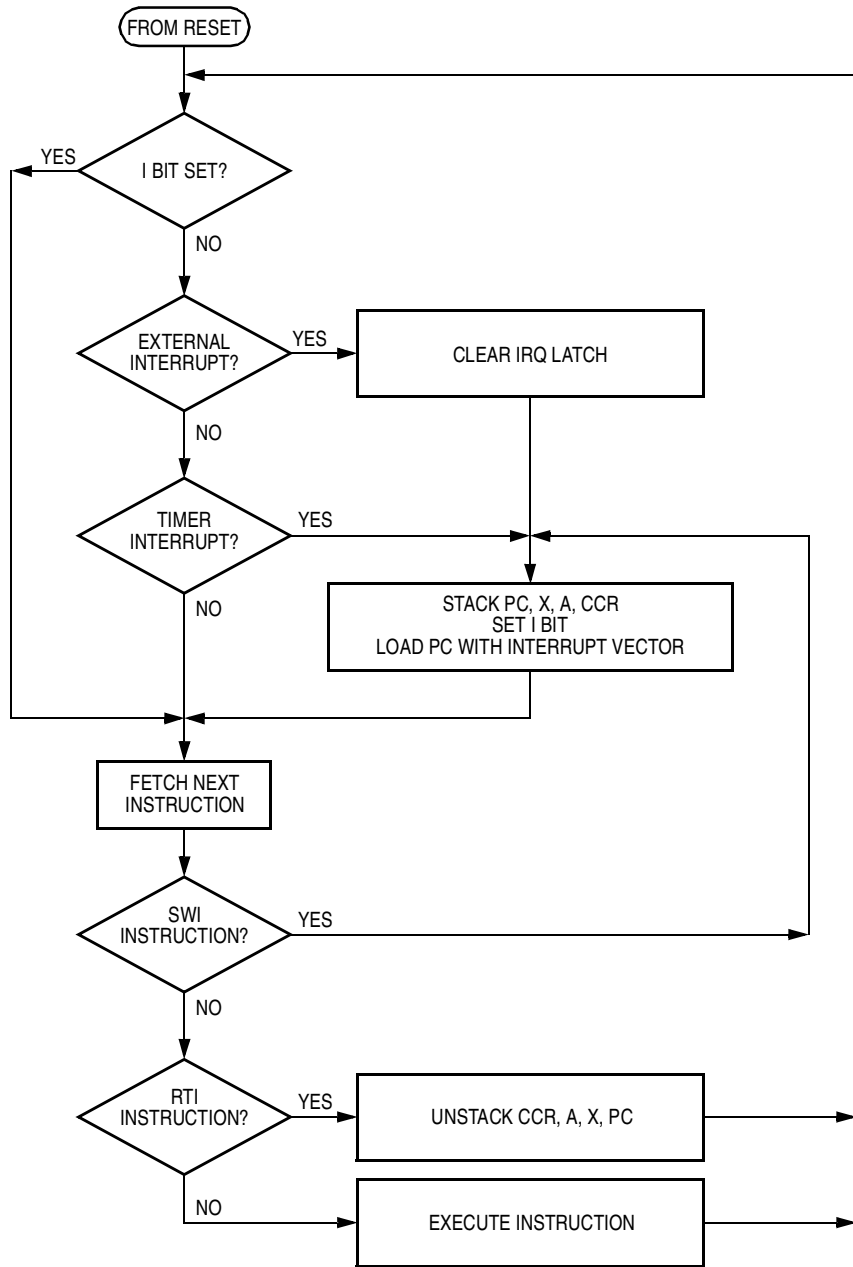 FROM RESET
YES
I BIT SET?
NO
EXTERNAL
INTERRUPT?
YES
CLEAR IRQ LATCH
NO
TIMER
INTERRUPT?
YES
NO
STACK PC, X, A, CCR
SET I BIT
LOAD PC WITH INTERRUPT VECTOR
FETCH NEXT
INSTRUCTION
SWI
INSTRUCTION?
YES
NO
RTI
INSTRUCTION?
YES
UNSTACK CCR, A, X, PC
NO
EXECUTE INSTRUCTION